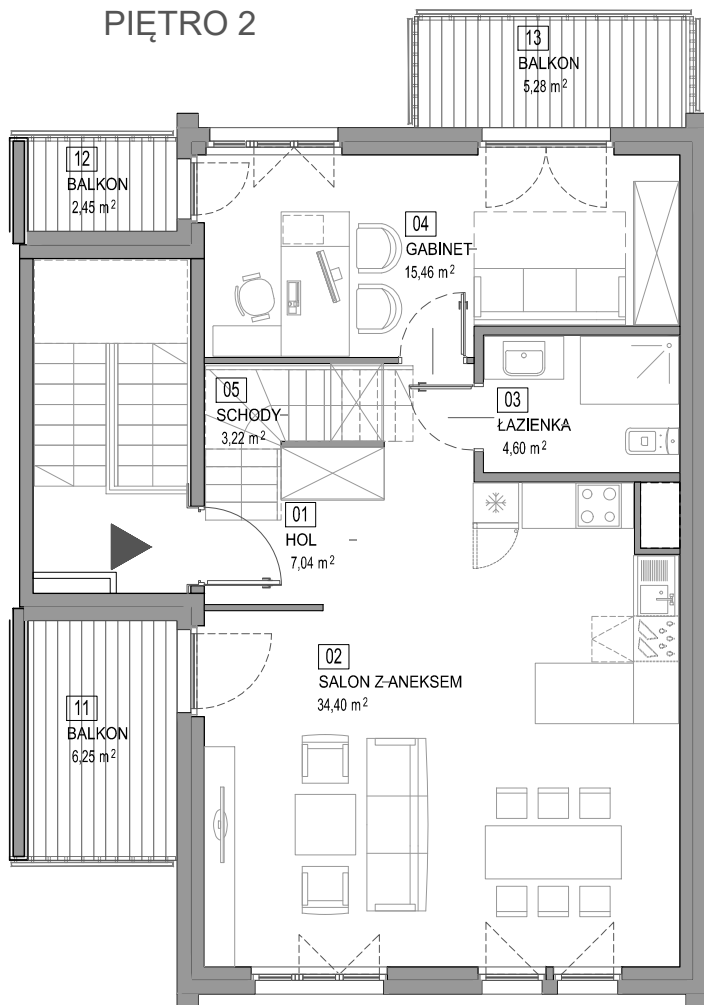 PIĘTRO 2
13
BALKON
5,28 m²
12
BALKON
2,45 m²
04
GABINET
15,46 m²
05
SCHODY
3,22 m²
03
ŁAZIENKA
4,60 m²
01
HOL
7,04 m²
02
SALON Z ANEKSEM
34,40 m²
11
BALKON
6,25 m²